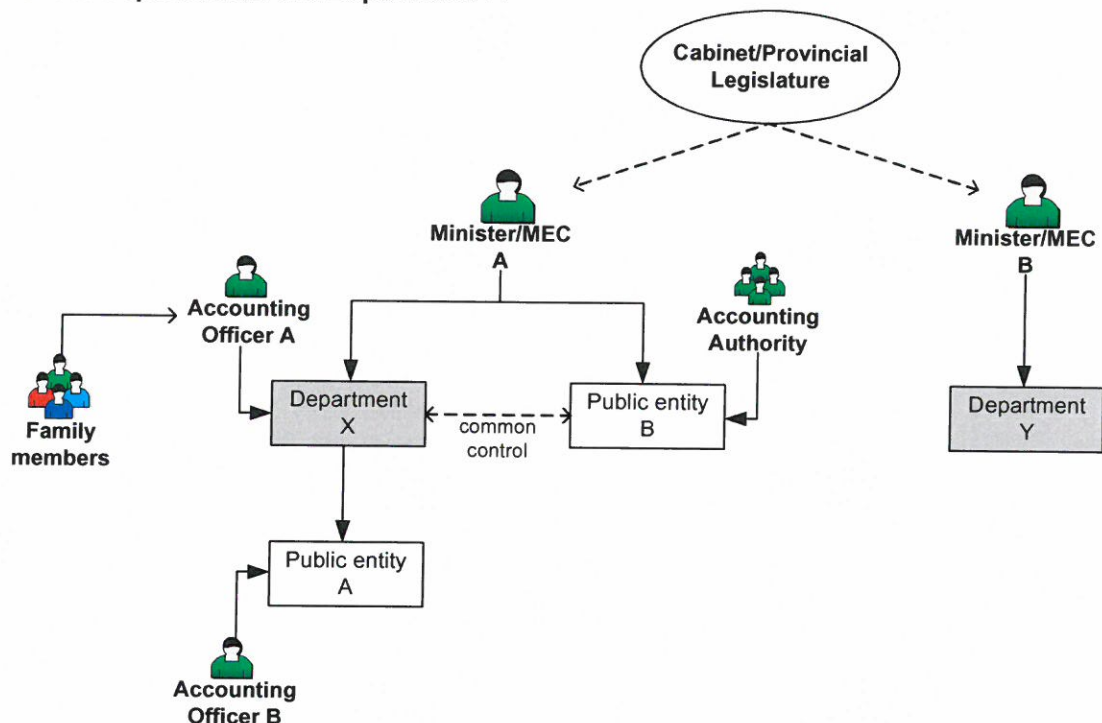 Cabinet/Provincial
Legislature
Minister/MEC
A
Minister/MEC
B
Accounting
Officer A
Accounting
Authority
Family
members
Department
X
common
control
Public entity
B
Department
Y
Public entity
A
Accounting
Officer B